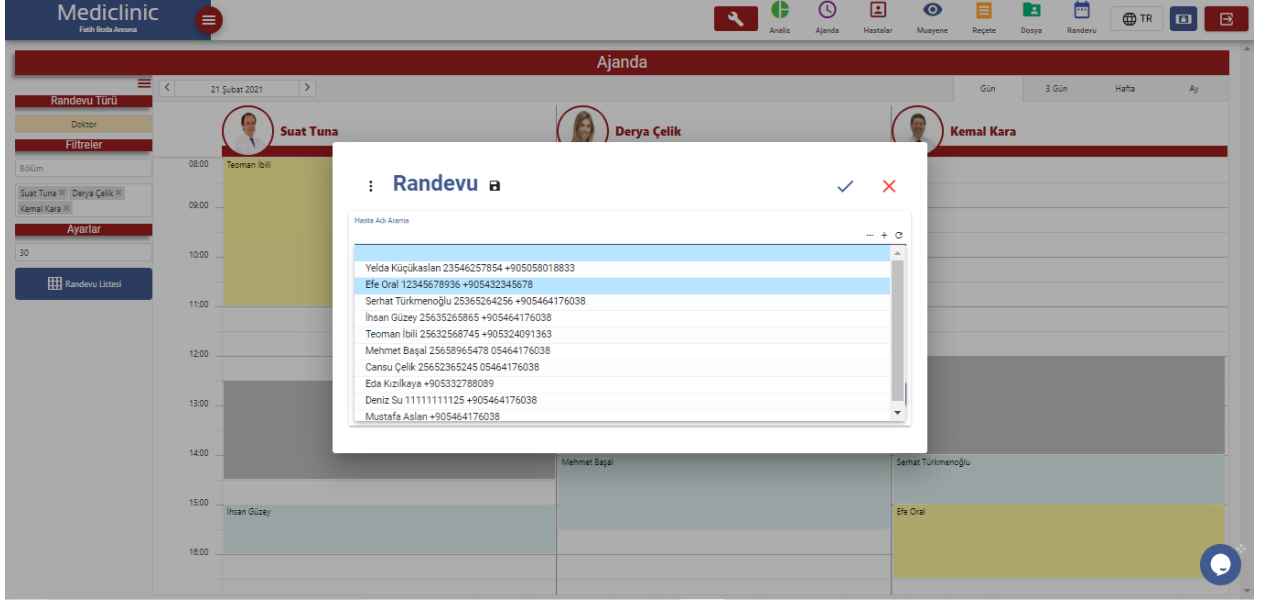 Mediclinic
Fatih Boda Anısına
Analiz
Ajanda
Hastalar
Muayene
Reçete
Dosya
Randevu
TR
Ajanda
21 Şubat 2021
Gün
3 Gün
Hafta
Ay
Randevu Türü
Doktor
Filtreler
Bölüm
Suat Tuna
Derya Çelik
Kemal Kara
Ayarlar
30
Randevu Listesi
Suat Tuna
Derya Çelik
Kemal Kara
08:00
09:00
10:00
11:00
12:00
13:00
14:00
15:00
16:00
Teoman İbili
İhsan Güzey
Mehmet Başal
Serhat Türkmenoğlu
Efe Oral
Randevu
Hasta Adı Arama
Yelda Küçükaslan 23546257854 +905058018833
Efe Oral 12345678936 +905432345678
Serhat Türkmenoğlu 25365264256 +905464176038
İhsan Güzey 25635265865 +905464176038
Teoman İbili 25632568745 +905324091363
Mehmet Başal 25658965478 05464176038
Cansu Çelik 25652365245 05464176038
Eda Kızılkaya +905332788089
Deniz Su 11111111125 +905464176038
Mustafa Aslan +905464176038